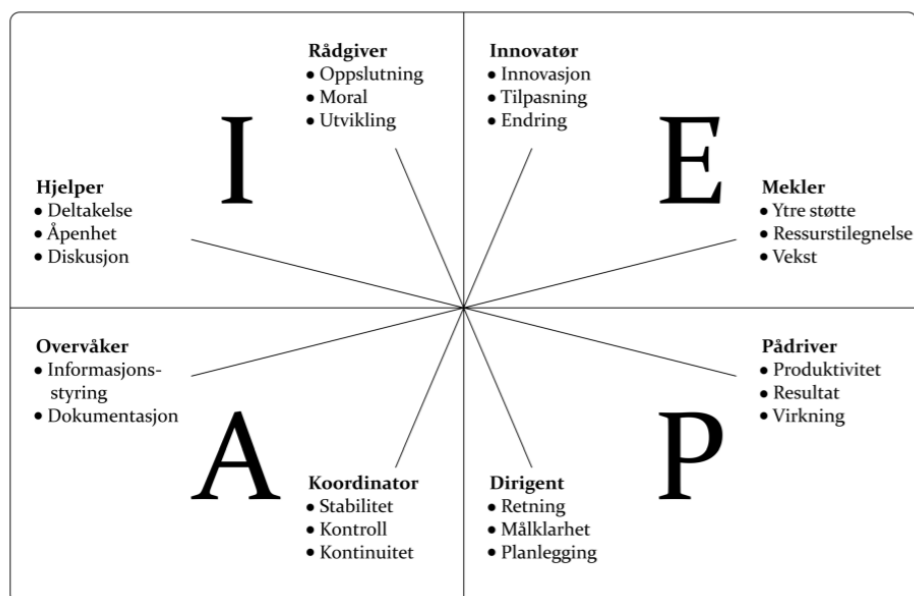 Rådgiver
• Oppslutning
• Moral
• Utvikling
I
Hjelper
• Deltakelse
• Åpenhet
• Diskusjon
Innovatør
• Innovasjon
• Tilpasning
• Endring
E
Mekler
• Ytre støtte
• Ressurstilegnelse
• Vekst
Overvåker
• Informasjons-
styring
• Dokumentasjon
A
Koordinator
• Stabilitet
• Kontroll
• Kontinuitet
Pådriver
• Produktivitet
• Resultat
• Virkning
P
Dirigent
• Retning
• Målklarhet
• Planlegging